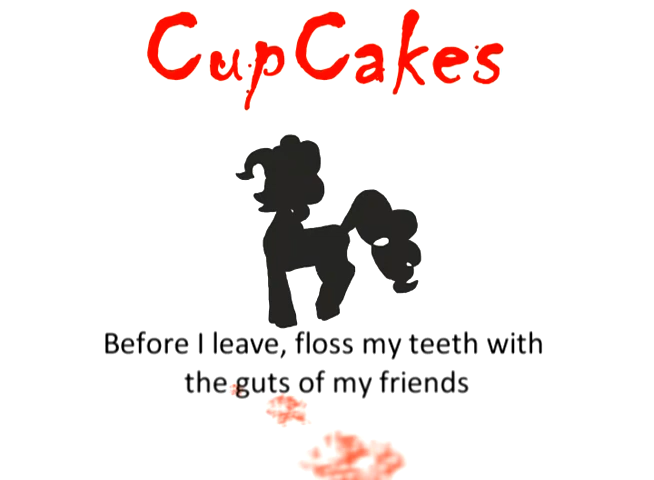 CupCakes
Before I leave, floss my teeth with
the guts of my friends